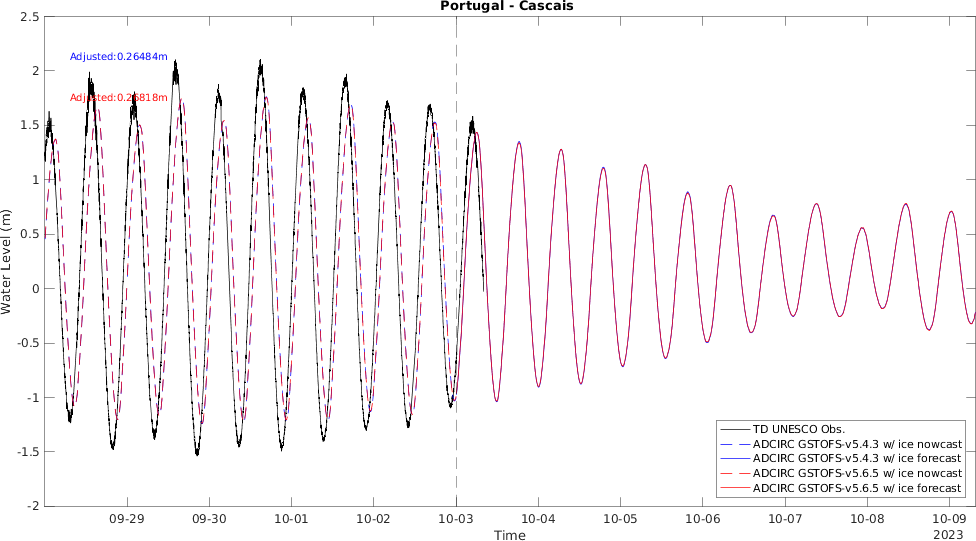 Portugal - Cascais
2.5
2
1.5
1
0.5
0
-0.5
-1
-1.5
-2
Water Level (m)
Adjusted:0.26484m
Adjusted:0.26818m
TD UNESCO Obs.
ADCIRC GSTOFS-v5.4.3 w/ ice nowcast
ADCIRC GSTOFS-v5.4.3 w/ ice forecast
ADCIRC GSTOFS-v5.6.5 w/ ice nowcast
ADCIRC GSTOFS-v5.6.5 w/ ice forecast
09-29 09-30 10-01 10-02 10-03 10-04 10-05 10-06 10-07 10-08 10-09
2023
Time